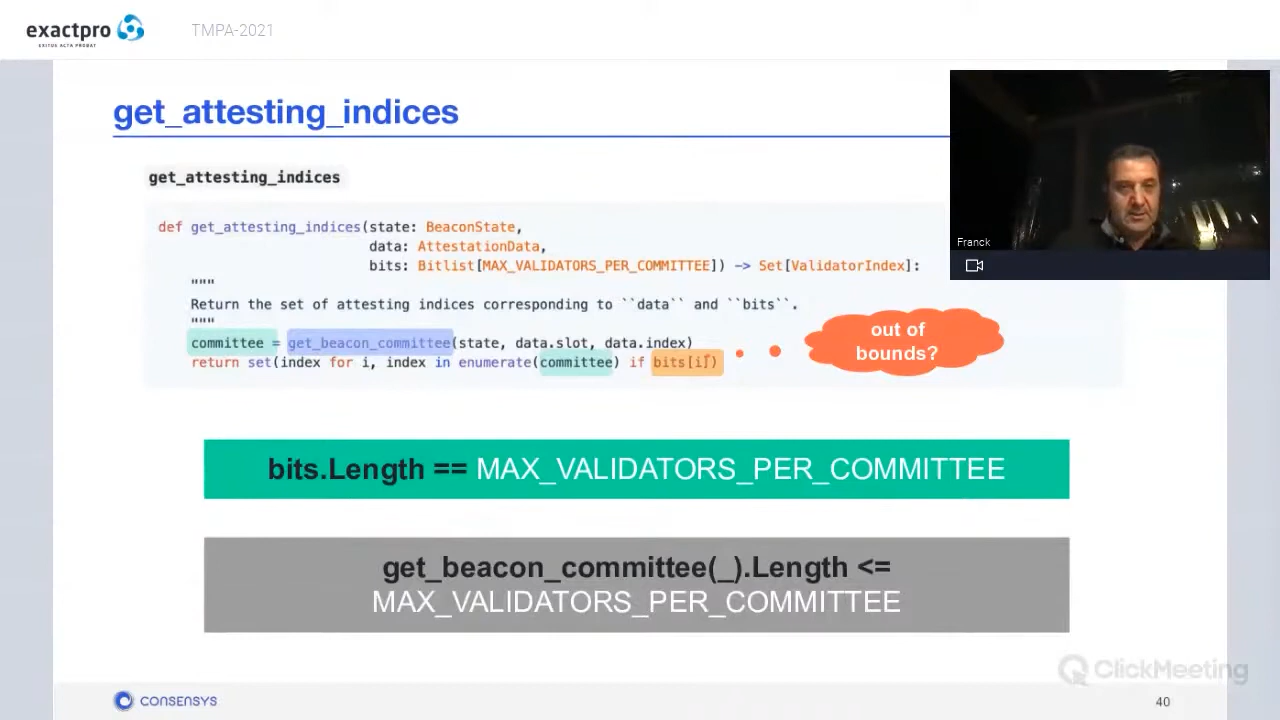 exactpro
EXITUS ACTA PROBAT
TMPA-2021
get_attesting_indices
Franck
get_attesting_indices
def get_attesting_indices(state: BeaconState,
data: AttestationData,
bits: Bitlist[MAX_VALIDATORS_PER_COMMITTEE]) -> Set[ValidatorIndex]:
"""
Return the set of attesting indices corresponding to ``data`` and ``bits``.
"""
committee = get_beacon_committee(state, data.slot, data.index)
return set(index for i, index in enumerate(committee) if bits[i])
out of
bounds?
bits.Length == MAX_VALIDATORS_PER_COMMITTEE
get_beacon_committee(_).Length <=
MAX_VALIDATORS_PER_COMMITTEE
ClickMeeting
CONSENSYS
40